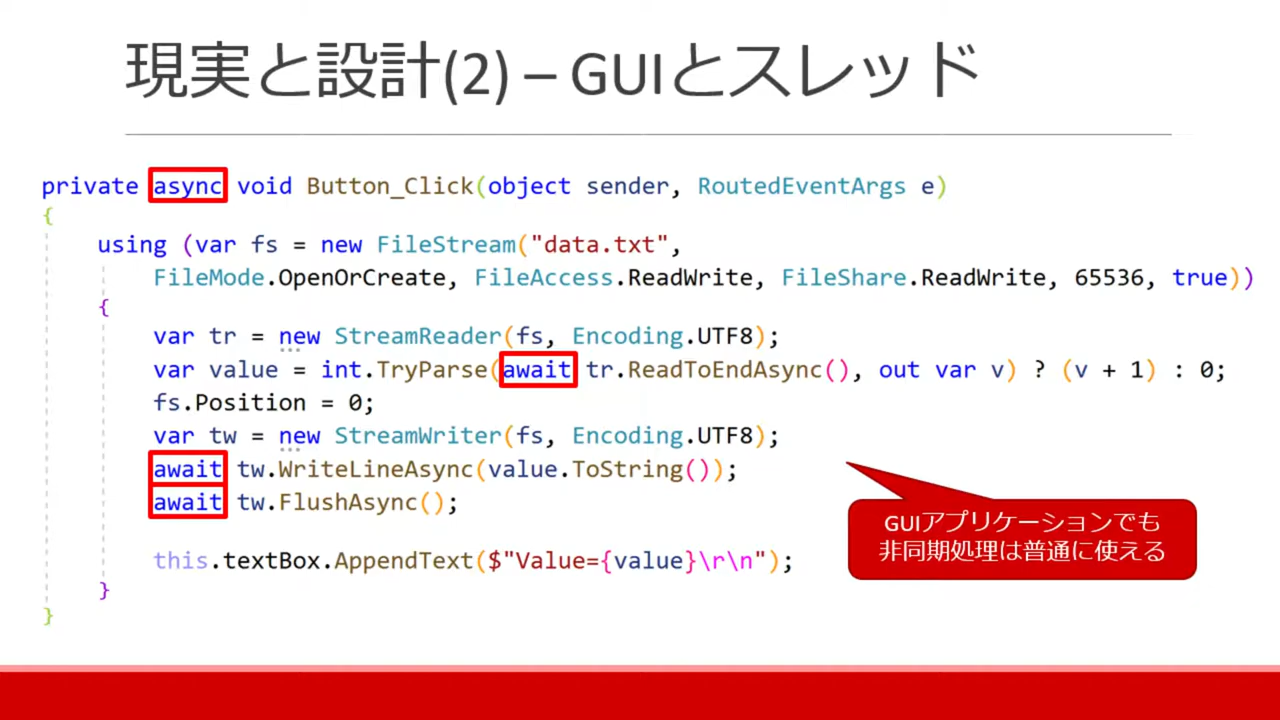 現実と設計(2) – GUIとスレッド
private async void Button_Click(object sender, RoutedEventArgs e)
{
using (var fs = new FileStream("data.txt",
FileMode.OpenOrCreate, FileAccess.ReadWrite, FileShare.ReadWrite, 65536, true))
{
var tr = new StreamReader(fs, Encoding.UTF8);
var value = int.TryParse(await tr.ReadToEndAsync(), out var v) ? (v + 1) : 0;
fs.Position = 0;
var tw = new StreamWriter(fs, Encoding.UTF8);
await tw.WriteLineAsync(value.ToString());
await tw.FlushAsync();
this.textBox.AppendText($"Value={value}\r\n");
}
}
GUIアプリケーションでも
非同期処理は普通に使える